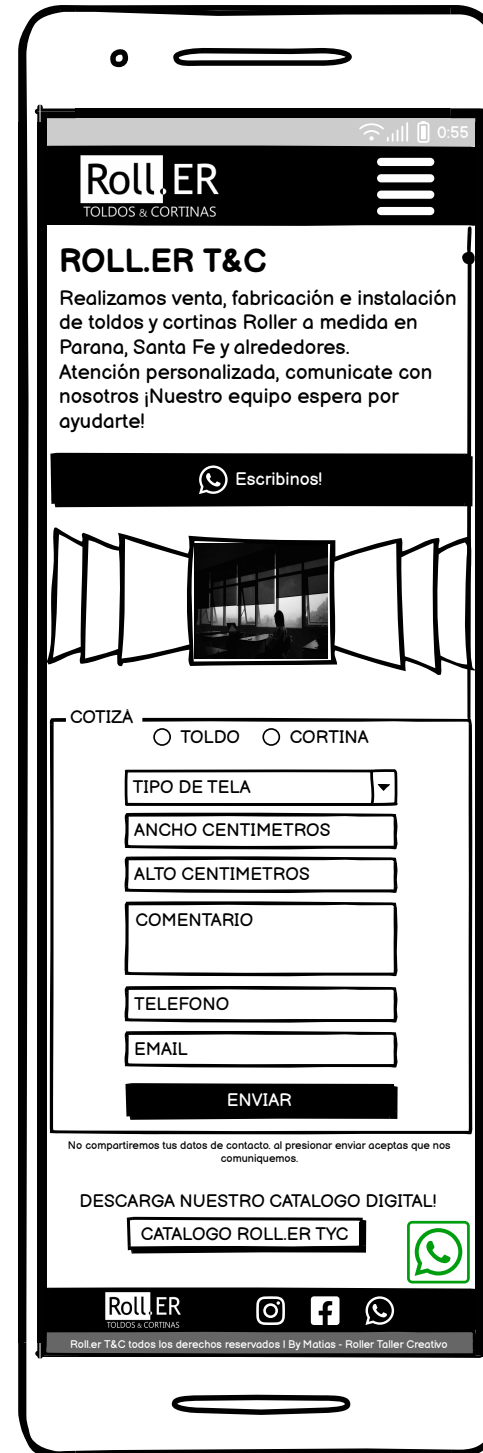 0:55
Roll.ER
TOLDOS & CORTINAS
ROLL.ER T&C
Realizamos venta, fabricación e instalación
de toldos y cortinas Roller a medida en
Parana, Santa Fe y alrededores.
Atención personalizada, comunicate con
nosotros ¡Nuestro equipo espera por
ayudarte!
Escribinos!
COTIZÁ
TOLDO CORTINA
TIPO DE TELA
ANCHO CENTIMETROS
ALTO CENTIMETROS
COMENTARIO
TELEFONO
EMAIL
ENVIAR
No compartiremos tus datos de contacto. al presionar enviar aceptas que nos
comuniquemos.
DESCARGA NUESTRO CATALOGO DIGITAL!
CATALOGO ROLL.ER TYC
Roll.ER
TOLDOS & CORTINAS
Roll.er T&C todos los derechos reservados | By Matias - Roller Taller Creativo